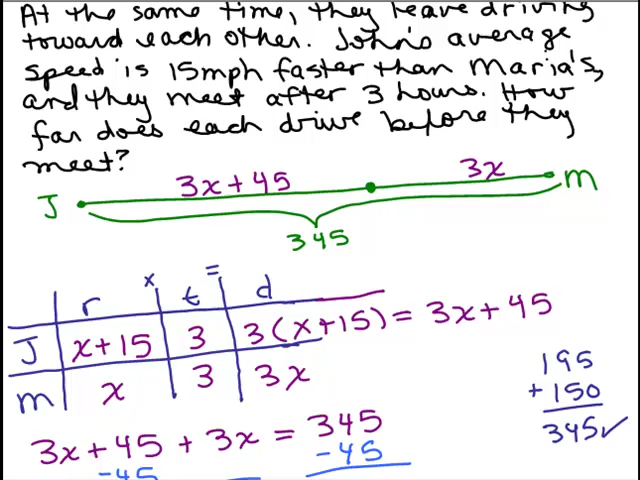 At the same time, they leave driving
toward each other. John's average
speed is 15mph faster than Maria's,
and they meet after 3 hours. How
far does each drive before they
meet?
J 3x+45 3x m
345
r x t = d
J x+15 3 3(x+15) = 3x+45
m x 3 3x
195
+150
345✓
3x+45 + 3x = 345
-45 -45